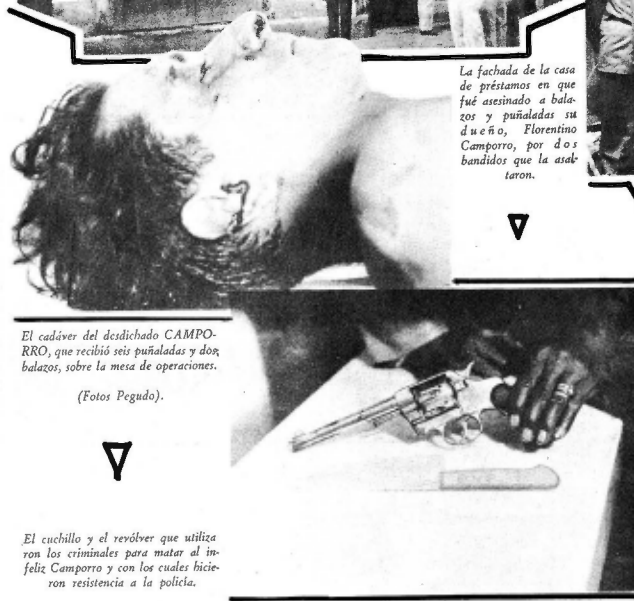 La fachada de la casa
de préstamos en que
fué asesinado a bala-
zos y puñaladas su
dueño, Florentino
Camporro, por dos
bandidos que la asal-
taron.
El cadáver del desdichado CAMPO-
RRO, que recibió seis puñaladas y dos
balazos, sobre la mesa de operaciones.
(Fotos Pegudo).
El cuchillo y el revólver que utiliza
ron los criminales para matar al in-
feliz Camporro y con los cuales hicie-
ron resistencia a la policía.